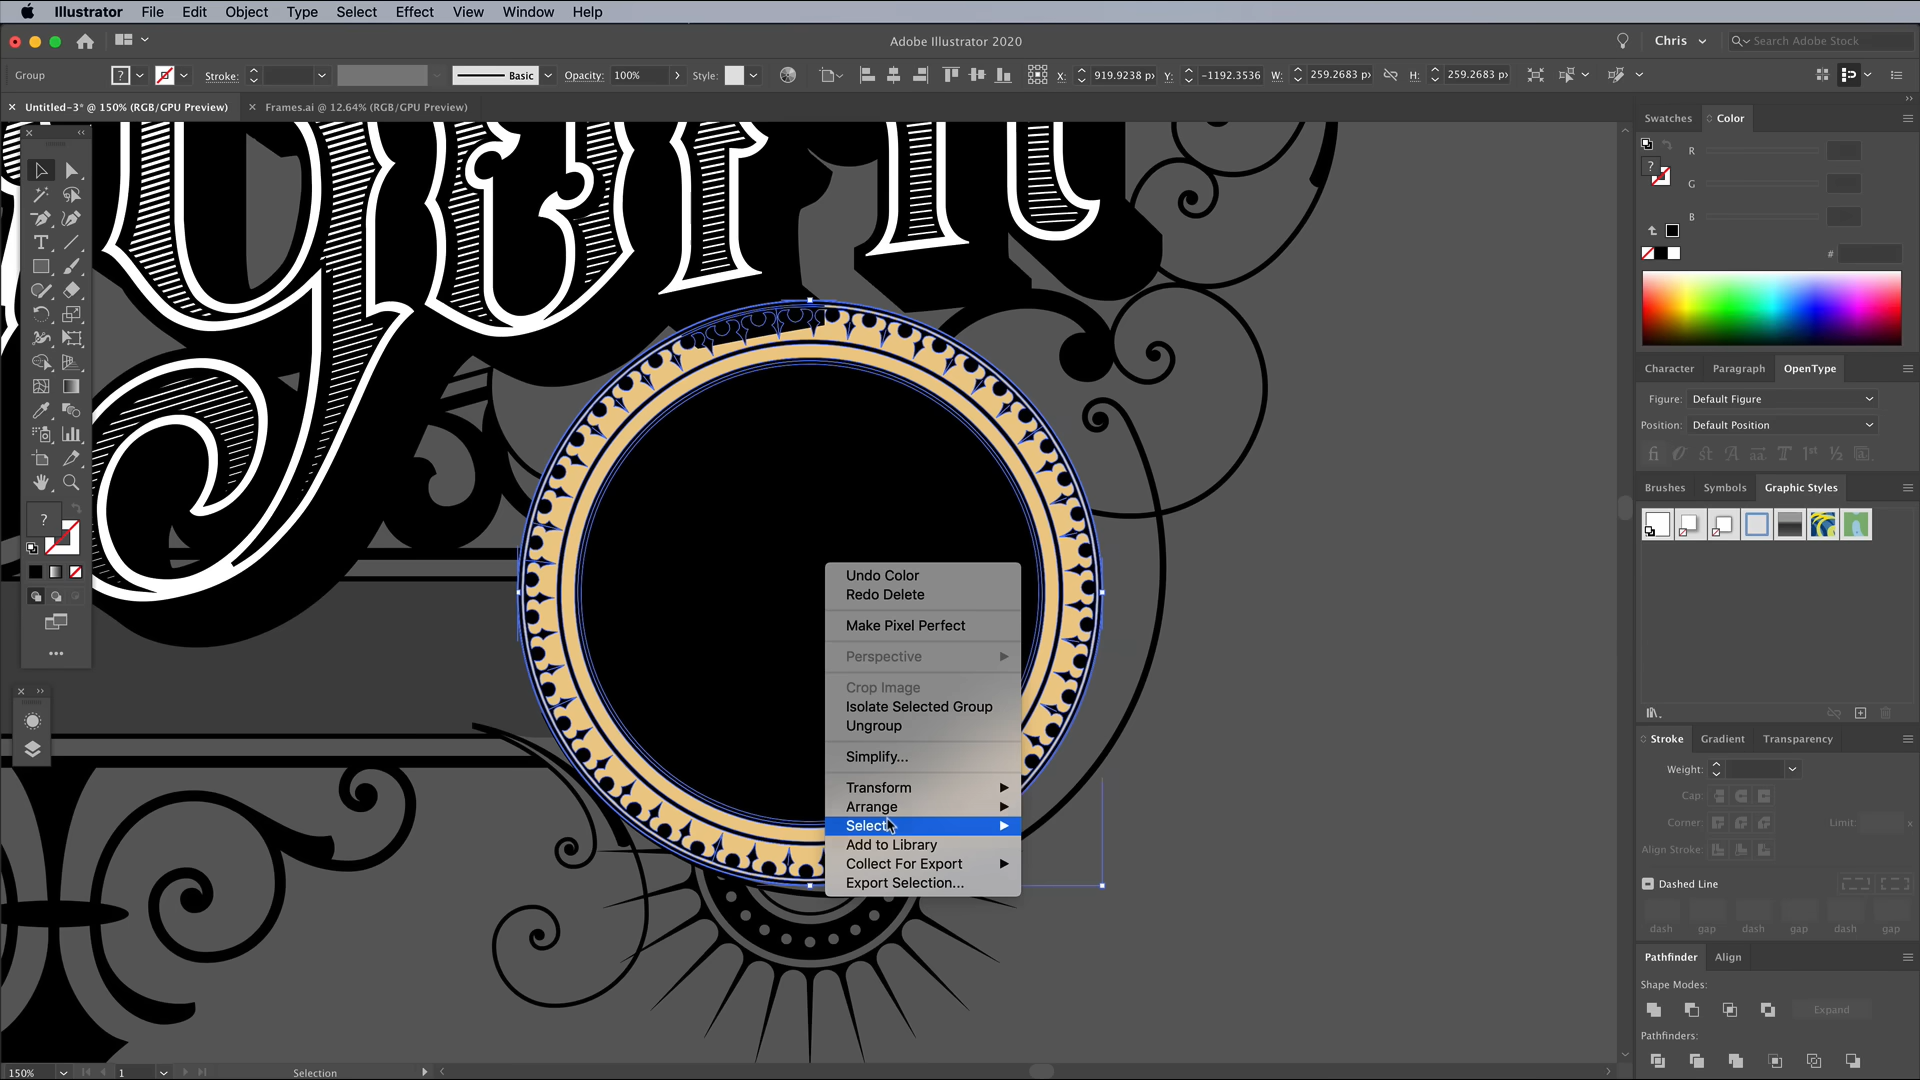 Illustrator File Edit Object Type Select Effect View Window Help
Adobe Illustrator 2020
Chris
Search Adobe Stock
Group
?
Stroke:
Basic
Opacity: 100%
Style:
X: 919.9238 p
Y: -1192.3536
W: 259.2683 p
H: 259.2683 p
Untitled-3* @ 150% (RGB/GPU Preview)
Frames.ai @ 12.64% (RGB/GPU Preview)
Swatches Color
?
R
G
B
#
Character Paragraph OpenType
Figure: Default Figure
Position: Default Position
Brushes Symbols Graphic Styles
?
Undo Color
Redo Delete
Make Pixel Perfect
Perspective
Crop Image
Isolate Selected Group
Ungroup
Simplify...
Transform
Arrange
Select
Add to Library
Collect For Export
Export Selection...
Stroke Gradient Transparency
Weight:
Cap:
Corner:
Limit:
x
Align Stroke:
Dashed Line
dash gap dash gap dash gap
Pathfinder Align
Shape Modes:
Expand
Pathfinders:
150%
1
Selection